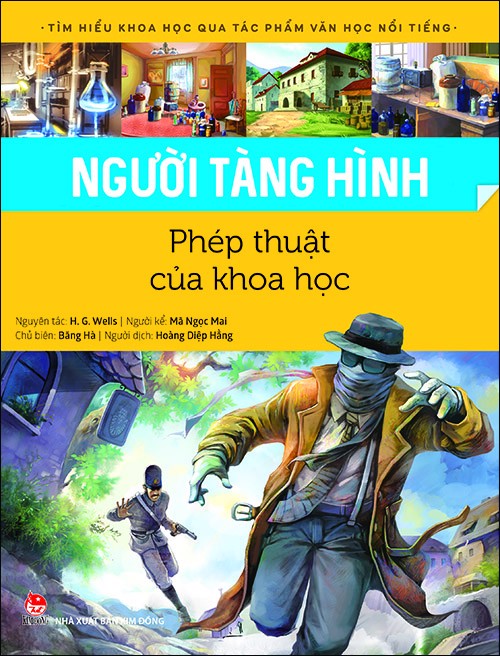 • TÌM HIỂU KHOA HỌC QUA TÁC PHẨM VĂN HỌC NỔI TIẾNG •
NGƯỜI TÀNG HÌNH
Phép thuật
của khoa học
Nguyên tác: H. G. Wells | Người kể: Mã Ngọc Mai
Chủ biên: Băng Hà | Người dịch: Hoàng Diệp Hằng
KIM ĐỒNG
NHÀ XUẤT BẢN KIM ĐỒNG